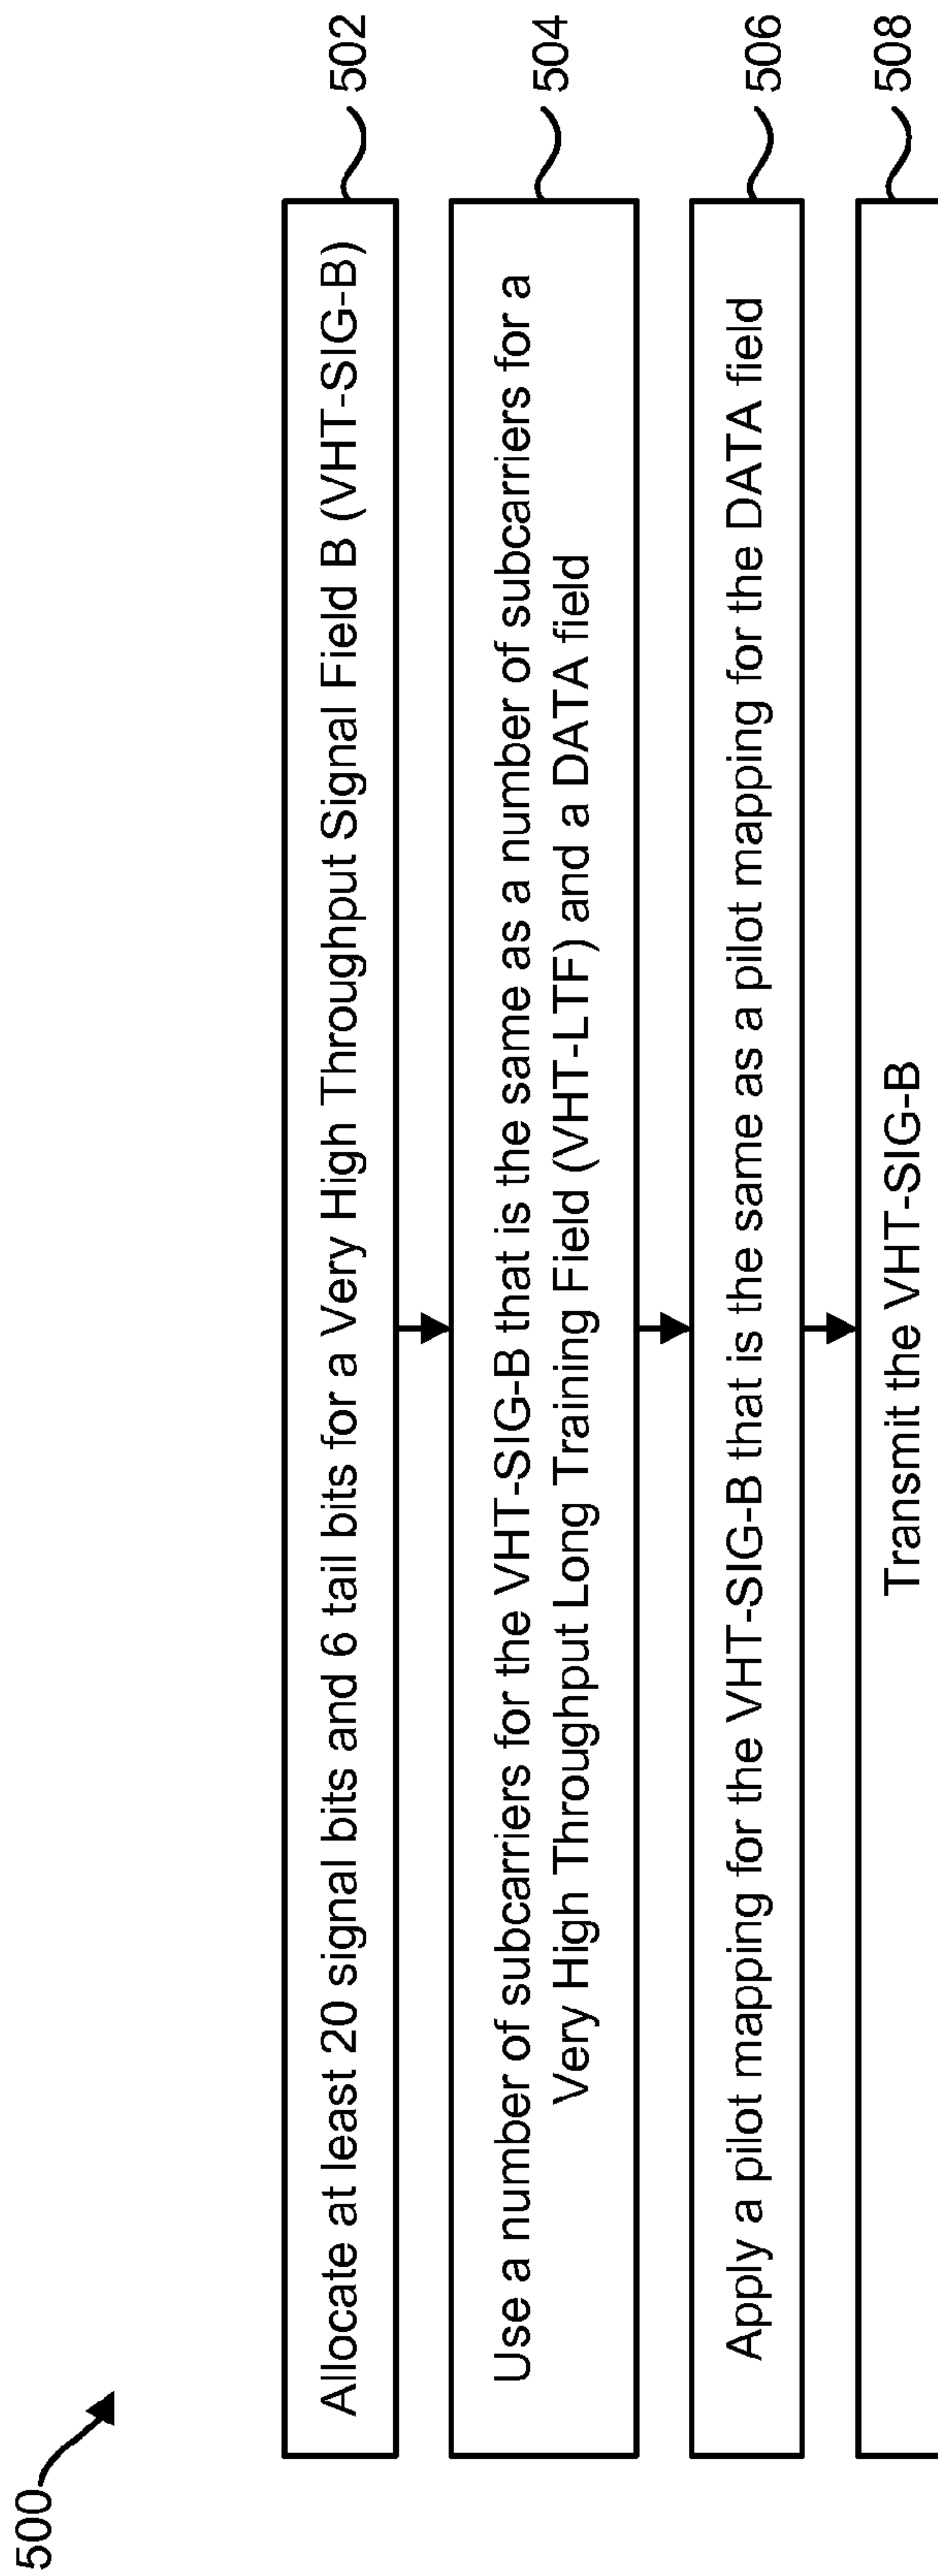 500
Allocate at least 20 signal bits and 6 tail bits for a Very High Throughput Signal Field B (VHT-SIG-B)
502
Use a number of subcarriers for the VHT-SIG-B that is the same as a number of subcarriers for a
Very High Throughput Long Training Field (VHT-LTF) and a DATA field
504
Apply a pilot mapping for the VHT-SIG-B that is the same as a pilot mapping for the DATA field
506
Transmit the VHT-SIG-B
508